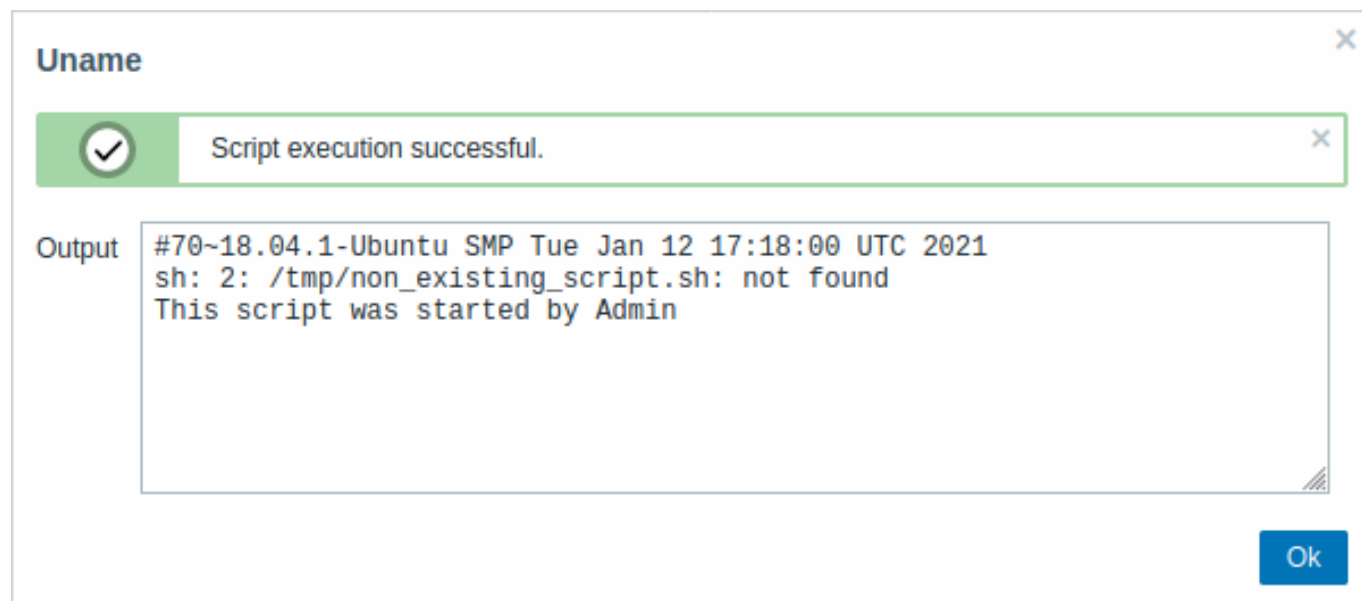 Uname
Script execution successful.
Output
#70~18.04.1-Ubuntu SMP Tue Jan 12 17:18:00 UTC 2021
sh: 2: /tmp/non_existing_script.sh: not found
This script was started by Admin
Ok